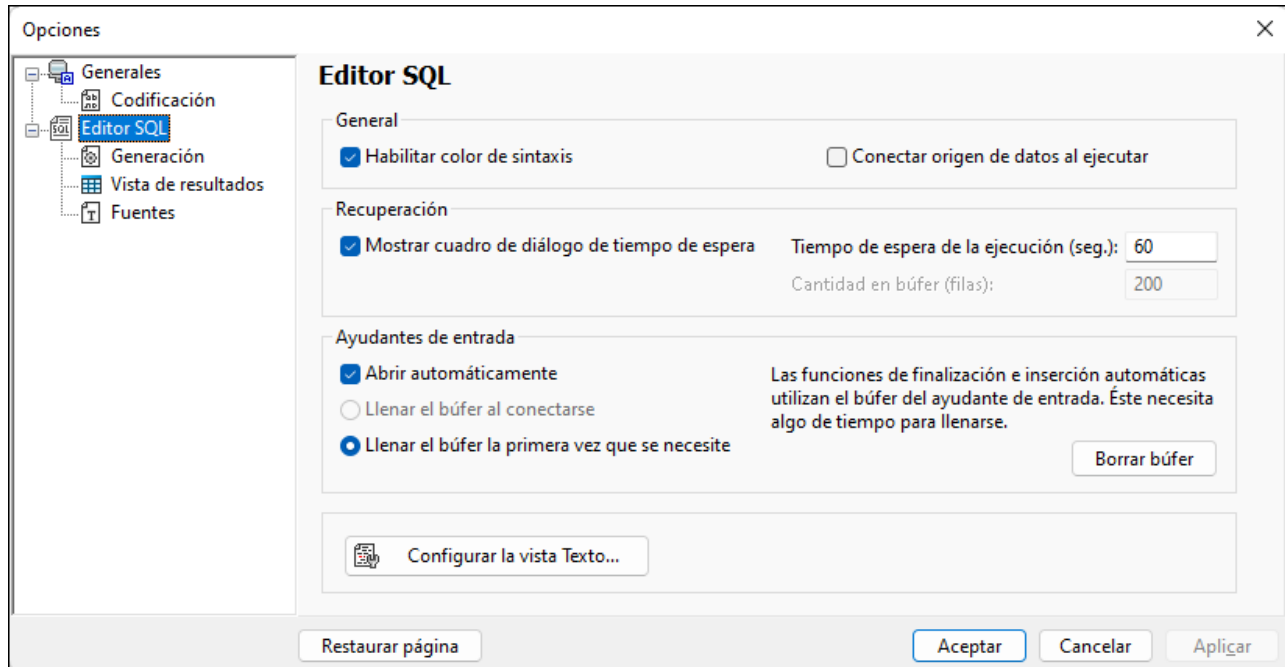 Opciones
Generales
Codificación
Editor SQL
Generación
Vista de resultados
Fuentes
Editor SQL
General
Habilitar color de sintaxis
Conectar origen de datos al ejecutar
Recuperación
Mostrar cuadro de diálogo de tiempo de espera
Tiempo de espera de la ejecución (seg.): 60
Cantidad en búfer (filas): 200
Ayudantes de entrada
Abrir automáticamente
Llenar el búfer al conectarse
Llenar el búfer la primera vez que se necesite
Las funciones de finalización e inserción automáticas
utilizan el búfer del ayudante de entrada. Éste necesita
algo de tiempo para llenarse.
Borrar búfer
Configurar la vista Texto...
Restaurar página
Aceptar
Cancelar
Aplicar